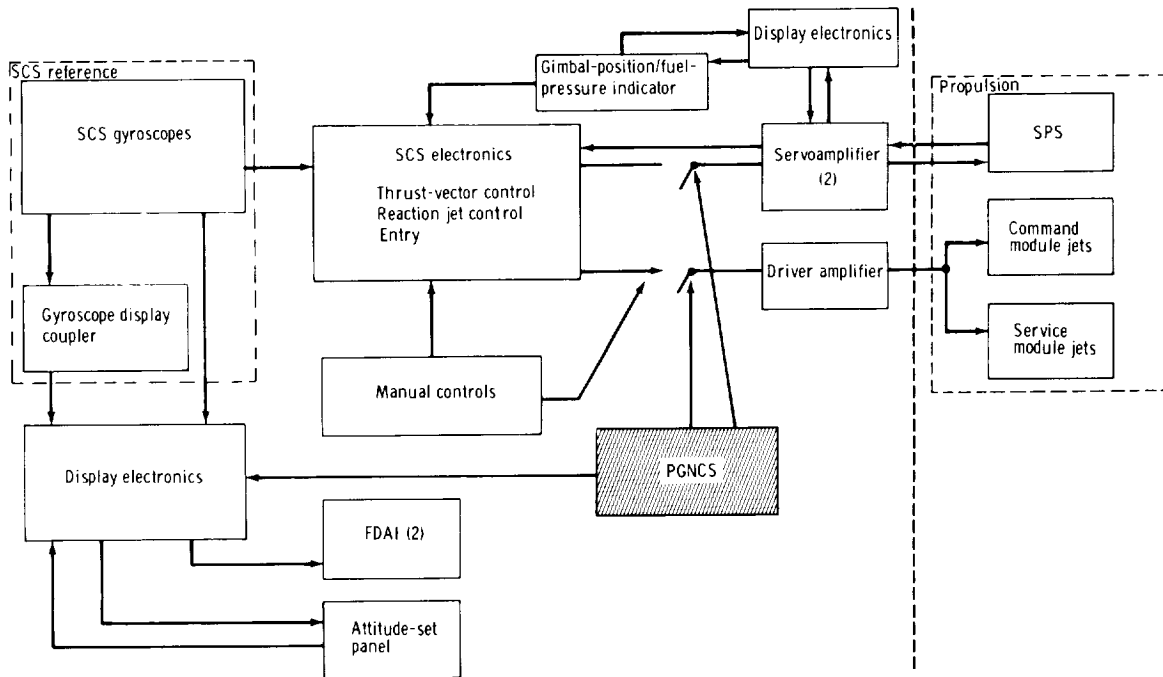 Display electronics
SCS reference
Gimbal-position/fuel-
pressure indicator
Propulsion
SCS gyroscopes
SCS electronics
Thrust-vector control
Reaction jet control
Entry
Servoamplifier
(2)
SPS
Command
module jets
Driver amplifier
Gyroscope display
coupler
Service
module jets
Manual controls
Display electronics
PGNCS
FDAI (2)
Attitude-set
panel